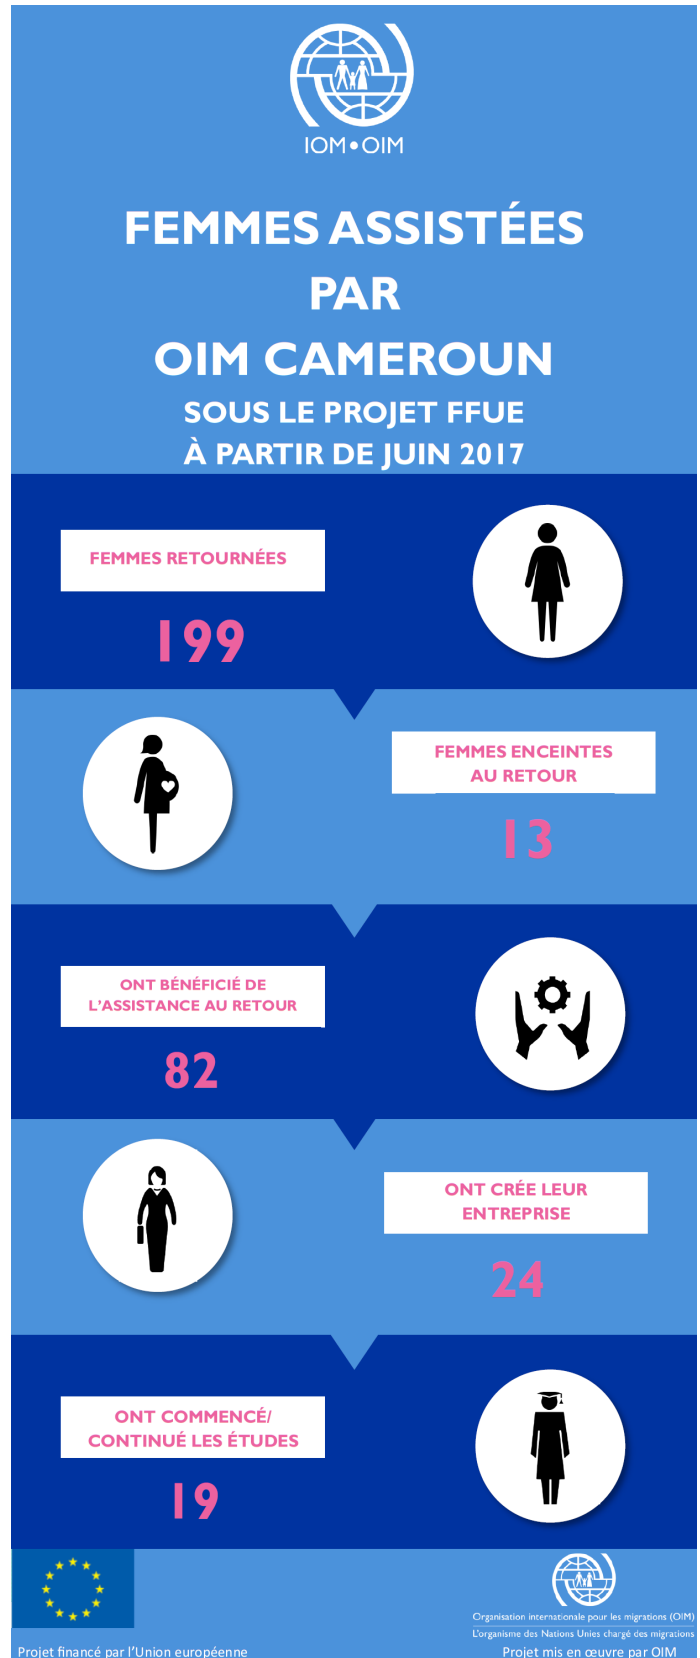 IOM•OIM
FEMMES ASSISTÉES
PAR
OIM CAMEROUN
SOUS LE PROJET FFUE
À PARTIR DE JUIN 2017
FEMMES RETOURNÉES
199
FEMMES ENCEINTES
AU RETOUR
13
ONT BÉNÉFICIÉ DE
L'ASSISTANCE AU RETOUR
82
ONT CRÉE LEUR
ENTREPRISE
24
ONT COMMENCÉ/
CONTINUÉ LES ÉTUDES
19
Organisation internationale pour les migrations (OIM)
L'organisme des Nations Unies chargé des migrations
Projet financé par l'Union européenne
Projet mis en œuvre par OIM